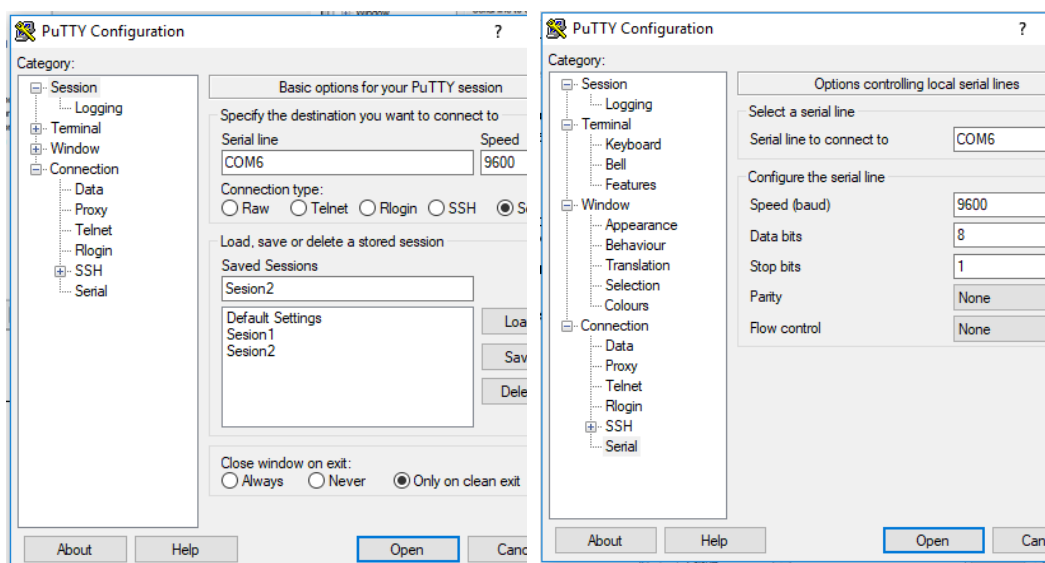 PuTTY Configuration
?
Category:
Session
Logging
Terminal
Window
Connection
Data
Proxy
Telnet
Rlogin
SSH
Serial
Basic options for your PuTTY session
Specify the destination you want to connect to
Serial line Speed
COM6 9600
Connection type:
Raw Telnet Rlogin SSH
Load, save or delete a stored session
Saved Sessions
Sesion2
Default Settings
Sesion1
Sesion2
Loa
Sav
Dele
Close window on exit:
Always Never Only on clean exit
About Help Open Canc
PuTTY Configuration
?
Category:
Session
Logging
Terminal
Keyboard
Bell
Features
Window
Appearance
Behaviour
Translation
Selection
Colours
Connection
Data
Proxy
Telnet
Rlogin
SSH
Serial
Options controlling local serial lines
Select a serial line
Serial line to connect to COM6
Configure the serial line
Speed (baud) 9600
Data bits 8
Stop bits 1
Parity None
Flow control None
About Help Open Can